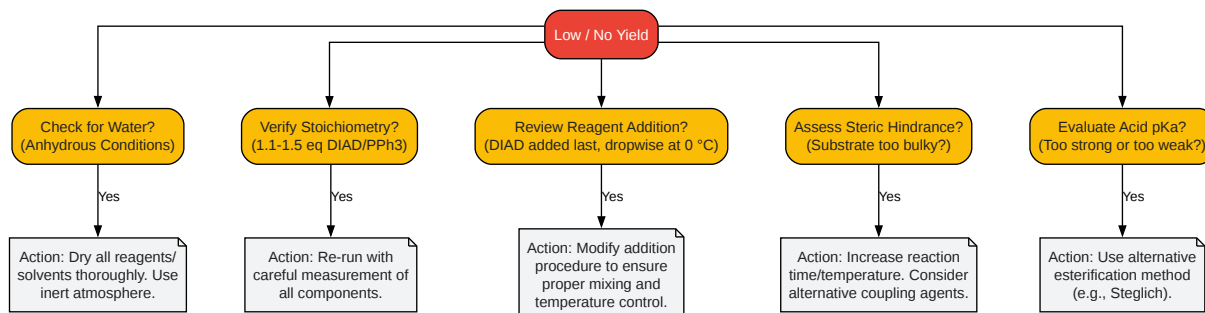 Low / No Yield
Check for Water?
(Anhydrous Conditions)
Verify Stoichiometry?
(1.1-1.5 eq DIAD/PPh3)
Review Reagent Addition?
(DIAD added last, dropwise at 0 °C)
Assess Steric Hindrance?
(Substrate too bulky?)
Evaluate Acid pKa?
(Too strong or too weak?)
Yes
Yes
Yes
Yes
Yes
Action: Dry all reagents/
solvents thoroughly. Use
inert atmosphere.
Action: Re-run with
careful measurement of
all components.
Action: Modify addition
procedure to ensure
proper mixing and
temperature control.
Action: Increase reaction
time/temperature. Consider
alternative coupling agents.
Action: Use alternative
esterification method
(e.g., Steglich).